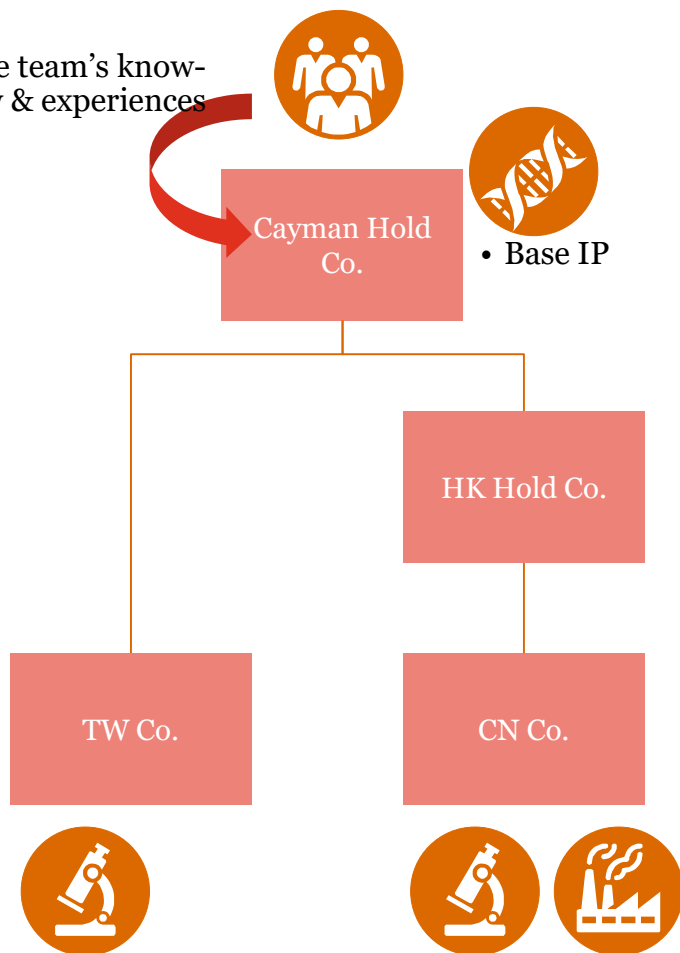 e team’s know-
& experiences
Cayman Hold
Co.
• Base IP
HK Hold Co.
TW Co.
CN Co.